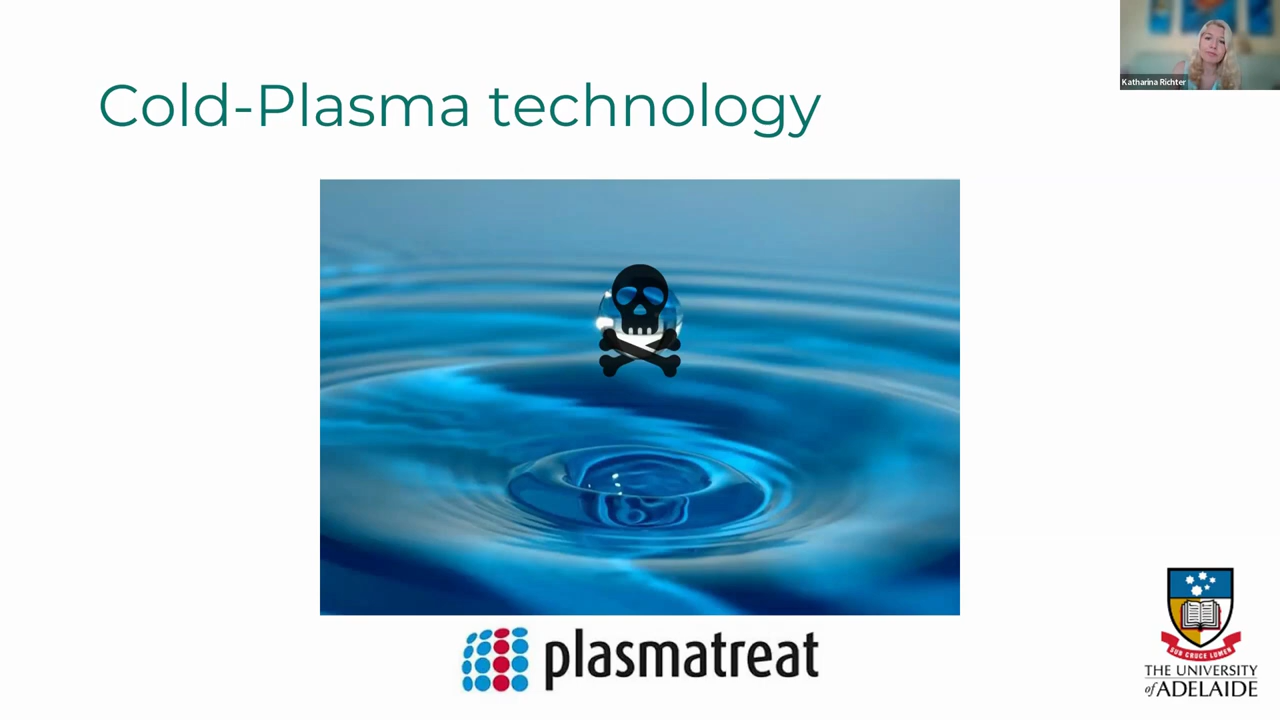 Cold-Plasma technology
Katharina Richter
plasmatreat
SUB CRUCE LUMEN
THE UNIVERSITY
of ADELAIDE